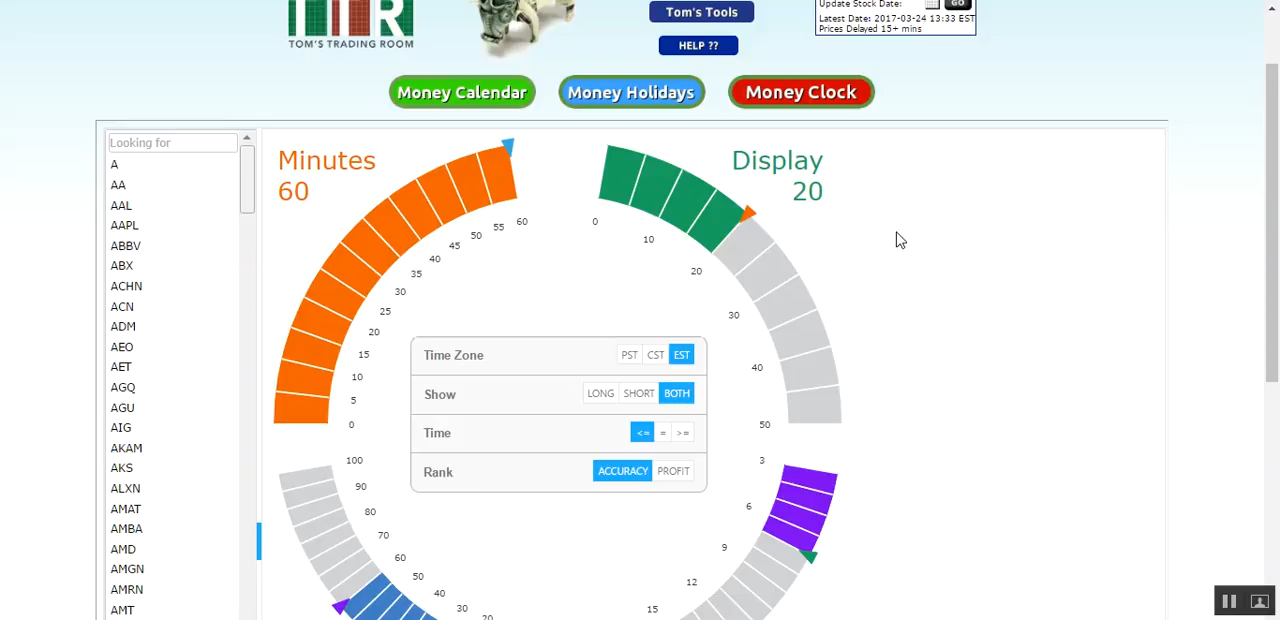 TTR
TOM'S TRADING ROOM
Tom's Tools
HELP ??
Update Stock Date:
GO
Latest Date: 2017-03-24 13:33 EST
Prices Delayed 15+ mins
Money Calendar
Money Holidays
Money Clock
Looking for
A
AA
AAL
AAPL
ABBV
ABX
ACHN
ACN
ADM
AEO
AET
AGQ
AGU
AIG
AKAM
AKS
ALXN
AMAT
AMBA
AMD
AMGN
AMRN
AMT
Minutes
60
0
5
10
15
20
25
30
35
40
45
50
55
60
Display
20
0
10
20
30
40
50
Time Zone PST CST EST
Show LONG SHORT BOTH
Time <= = >=
Rank ACCURACY PROFIT
100
90
80
70
60
50
40
30
20
3
6
9
12
15